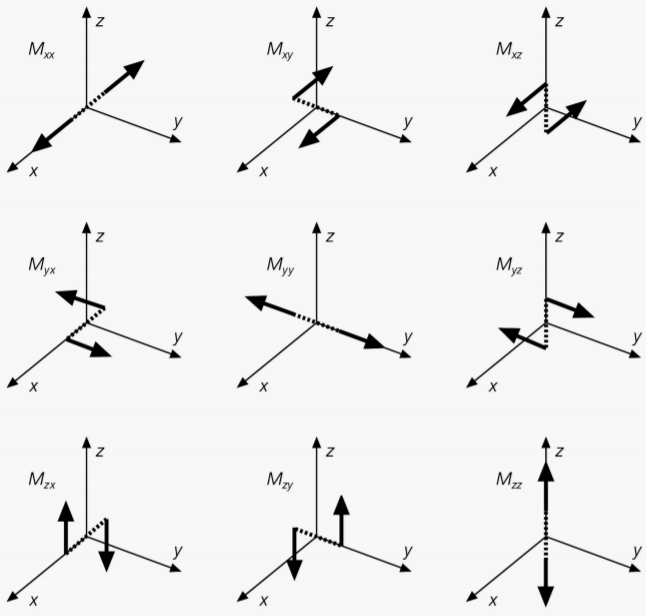 z z z
Mxx Mxy Mxz
y y y
x x x
z z z
Myx Myy Myz
y y y
x x x
z z z
Mzx Mzy Mzz
y y y
x x x